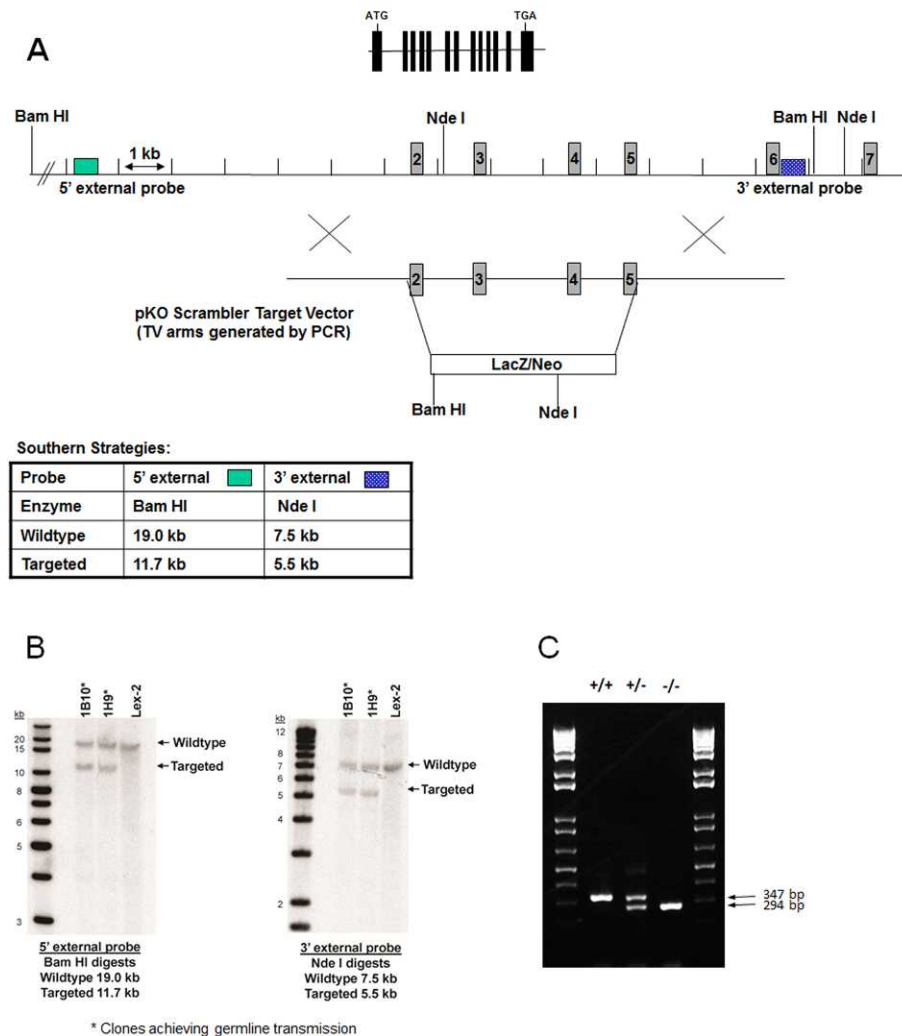 A
ATG TGA
Bam HI Nde I Bam HI Nde I
1 kb 2 3 4 5 6 7
5' external probe 3' external probe
2 3 4 5
pKO Scrambler Target Vector
(TV arms generated by PCR)
LacZ/Neo
Bam HI Nde I
Southern Strategies:
Probe 5' external 3' external
Enzyme Bam HI Nde I
Wildtype 19.0 kb 7.5 kb
Targeted 11.7 kb 5.5 kb
B
1B10* 1H9* Lex-2
kb
20
15
10
8
6
5
3
Wildtype
Targeted
5' external probe
Bam HI digests
Wildtype 19.0 kb
Targeted 11.7 kb
1B10* 1H9* Lex-2
kb
12
9
8
7
6
5
4
2
Wildtype
Targeted
3' external probe
Nde I digests
Wildtype 7.5 kb
Targeted 5.5 kb
* Clones achieving germline transmission
C
+/+ +/- -/-
347 bp
294 bp